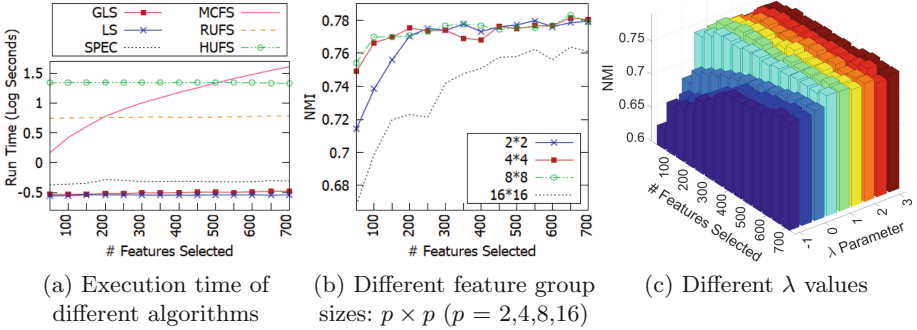 GLS
LS
SPEC
MCFS
RUFS
HUFS
Run Time (Log Seconds)
1.5
1
0.5
0
-0.5
100
200
300
400
500
600
700
# Features Selected
(a) Execution time of
different algorithms
NMI
0.78
0.76
0.74
0.72
0.7
0.68
2*2
4*4
8*8
16*16
100
200
300
400
500
600
700
# Features Selected
(b) Different feature group
sizes: p × p (p = 2,4,8,16)
NMI
0.75
0.7
0.65
0.6
100
200
300
400
500
600
700
# Features Selected
-1
0
1
2
3
λ Parameter
(c) Different λ values